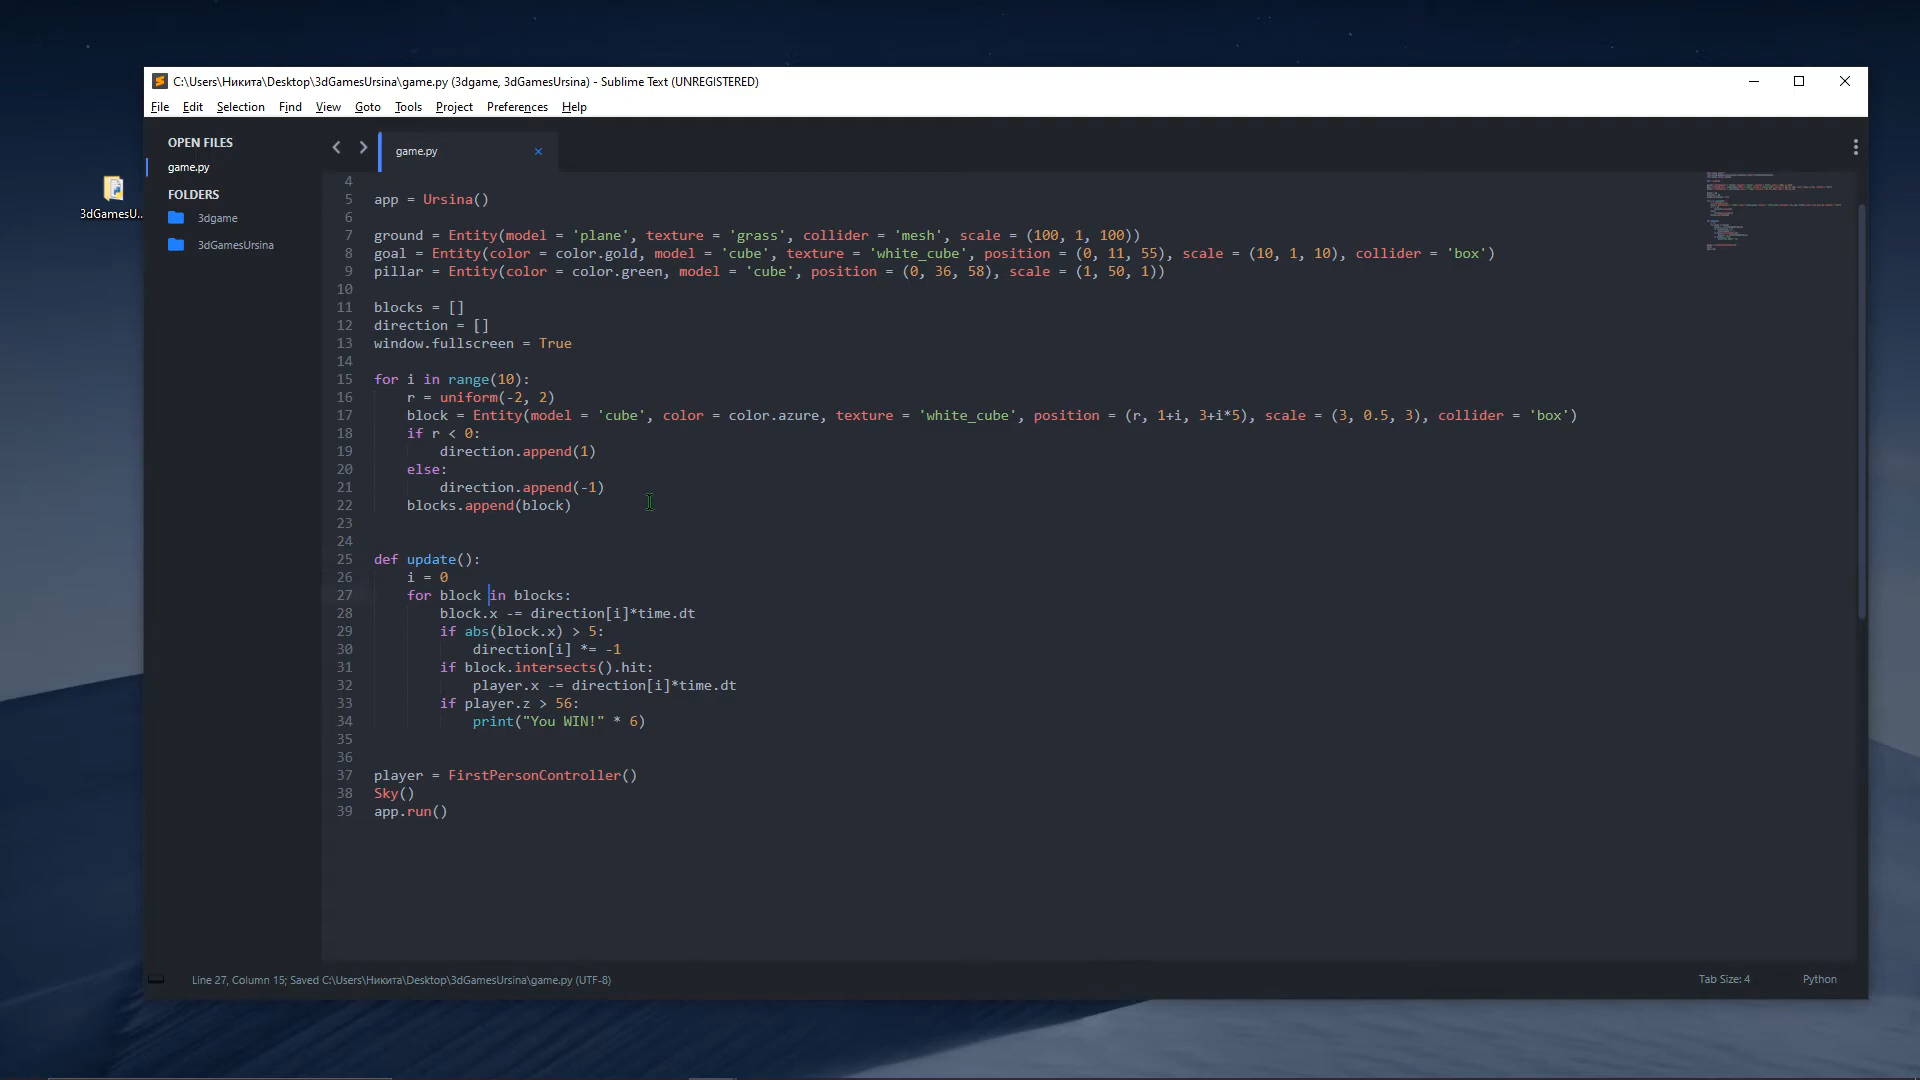 C:\Users\Никита\Desktop\3dGamesUrsina\game.py (3dgame, 3dGamesUrsina) - Sublime Text (UNREGISTERED)
File Edit Selection Find View Goto Tools Project Preferences Help
OPEN FILES
game.py
FOLDERS
3dgame
3dGamesUrsina
3dGamesU...
game.py
4
5 app = Ursina()
6
7 ground = Entity(model = 'plane', texture = 'grass', collider = 'mesh', scale = (100, 1, 100))
8 goal = Entity(color = color.gold, model = 'cube', texture = 'white_cube', position = (0, 11, 55), scale = (10, 1, 10), collider = 'box')
9 pillar = Entity(color = color.green, model = 'cube', position = (0, 36, 58), scale = (1, 50, 1))
10
11 blocks = []
12 direction = []
13 window.fullscreen = True
14
15 for i in range(10):
16     r = uniform(-2, 2)
17     block = Entity(model = 'cube', color = color.azure, texture = 'white_cube', position = (r, 1+i, 3+i*5), scale = (3, 0.5, 3), collider = 'box')
18     if r < 0:
19         direction.append(1)
20     else:
21         direction.append(-1)
22     blocks.append(block)
23
24
25 def update():
26     i = 0
27     for block in blocks:
28         block.x -= direction[i]*time.dt
29         if abs(block.x) > 5:
30             direction[i] *= -1
31         if block.intersects().hit:
32             player.x -= direction[i]*time.dt
33         if player.z > 56:
34             print("You WIN!" * 6)
35
36
37 player = FirstPersonController()
38 Sky()
39 app.run()
Line 27, Column 15; Saved C:\Users\Никита\Desktop\3dGamesUrsina\game.py (UTF-8)
Tab Size: 4
Python